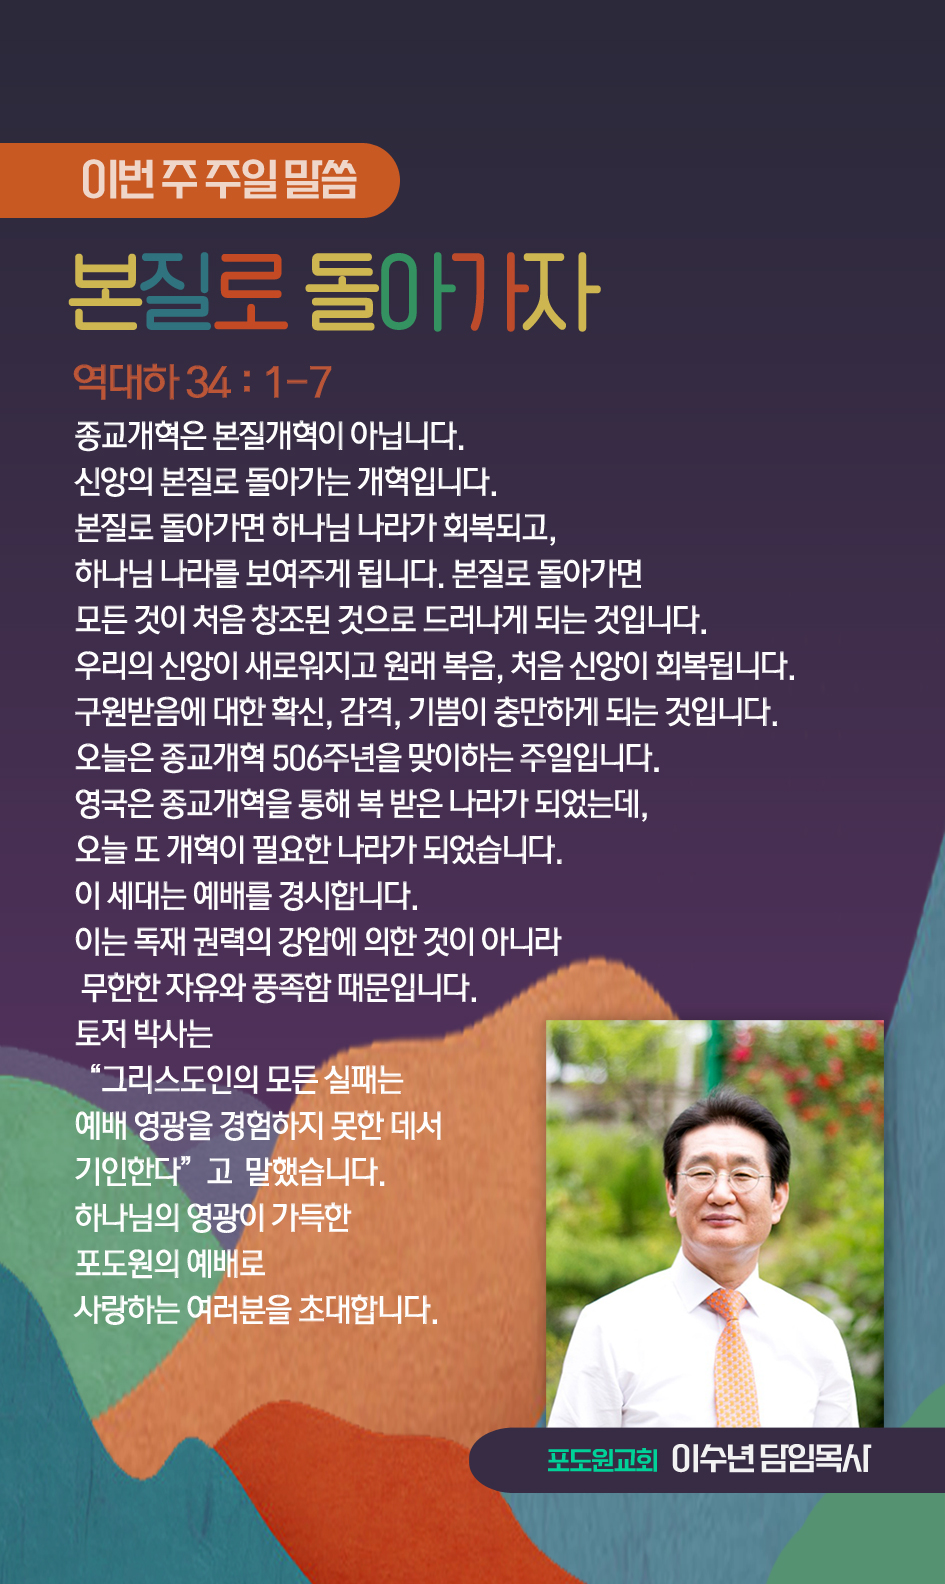 이번 주 주일 말씀
본질로 돌아가자
역대하 34 : 1-7
종교개혁은 본질개혁이 아닙니다.
신앙의 본질로 돌아가는 개혁입니다.
본질로 돌아가면 하나님 나라가 회복되고,
하나님 나라를 보여주게 됩니다. 본질로 돌아가면
모든 것이 처음 창조된 것으로 드러나게 되는 것입니다.
우리의 신앙이 새로워지고 원래 복음, 처음 신앙이 회복됩니다.
구원받음에 대한 확신, 감격, 기쁨이 충만하게 되는 것입니다.
오늘은 종교개혁 506주년을 맞이하는 주일입니다.
영국은 종교개혁을 통해 복 받은 나라가 되었는데,
오늘 또 개혁이 필요한 나라가 되었습니다.
이 세대는 예배를 경시합니다.
이는 독재 권력의 강압에 의한 것이 아니라
무한한 자유와 풍족함 때문입니다.
토저 박사는
“그리스도인의 모든 실패는
예배 영광을 경험하지 못한 데서
기인한다” 고 말했습니다.
하나님의 영광이 가득한
포도원의 예배로
사랑하는 여러분을 초대합니다.
포도원교회 이수년 담임목사